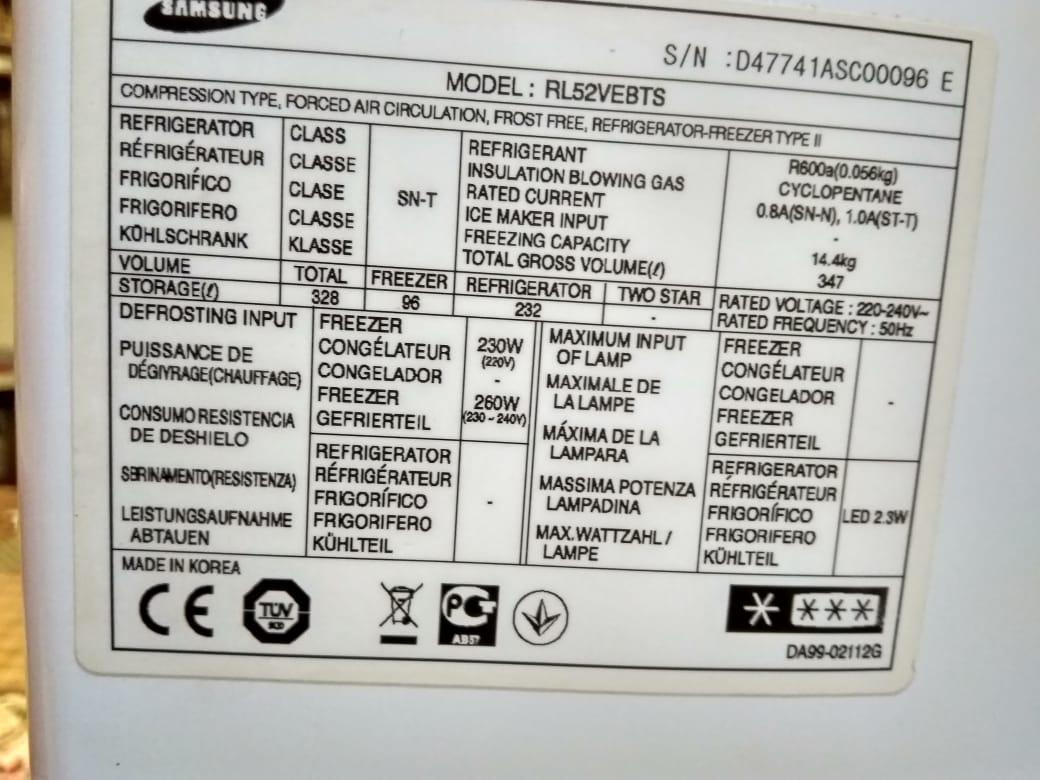 SAMSUNG
S/N :D47741ASC00096 E
MODEL : RL52VEBTS
COMPRESSION TYPE, FORCED AIR CIRCULATION, FROST FREE, REFRIGERATOR-FREEZER TYPE II
REFRIGERATOR
RÉFRIGÉRATEUR
FRIGORIFICO
FRIGORIFERO
KÜHLSCHRANK
CLASS
CLASSE
CLASE
CLASSE
KLASSE
SN-T
REFRIGERANT
INSULATION BLOWING GAS
RATED CURRENT
ICE MAKER INPUT
FREEZING CAPACITY
TOTAL GROSS VOLUME(ℓ)
R600a(0.056kg)
CYCLOPENTANE
0.8A(SN-N), 1.0A(ST-T)
-
14.4kg
347
VOLUME
STORAGE(ℓ)
TOTAL FREEZER REFRIGERATOR TWO STAR
328 96 232 -
RATED VOLTAGE : 220-240V~
RATED FREQUENCY : 50Hz
DEFROSTING INPUT
PUISSANCE DE
DÉGIYRAGE(CHAUFFAGE)
CONSUMO RESISTENCIA
DE DESHIELO
SBRINAMENTO(RESISTENZA)
LEISTUNGSAUFNAHME
ABTAUEN
FREEZER
CONGÉLATEUR
CONGELADOR
FREEZER
GEFRIERTEIL
230W
(220V)
-
260W
(230 ~ 240V)
REFRIGERATOR
RÉFRIGÉRATEUR
FRIGORÍFICO
FRIGORIFERO
KÜHLTEIL
-
MAXIMUM INPUT
OF LAMP
MAXIMALE DE
LA LAMPE
MÁXIMA DE LA
LAMPARA
MASSIMA POTENZA
LAMPADINA
MAX.WATTZAHL /
LAMPE
FREEZER
CONGÉLATEUR
CONGELADOR
FREEZER
GEFRIERTEIL
-
REFRIGERATOR
RÉFRIGÉRATEUR
FRIGORÍFICO
FRIGORIFERO
KÜHLTEIL
LED 2.3W
MADE IN KOREA
CE
TÜV
SÜD
PCT
АВ57
DA99-02112G